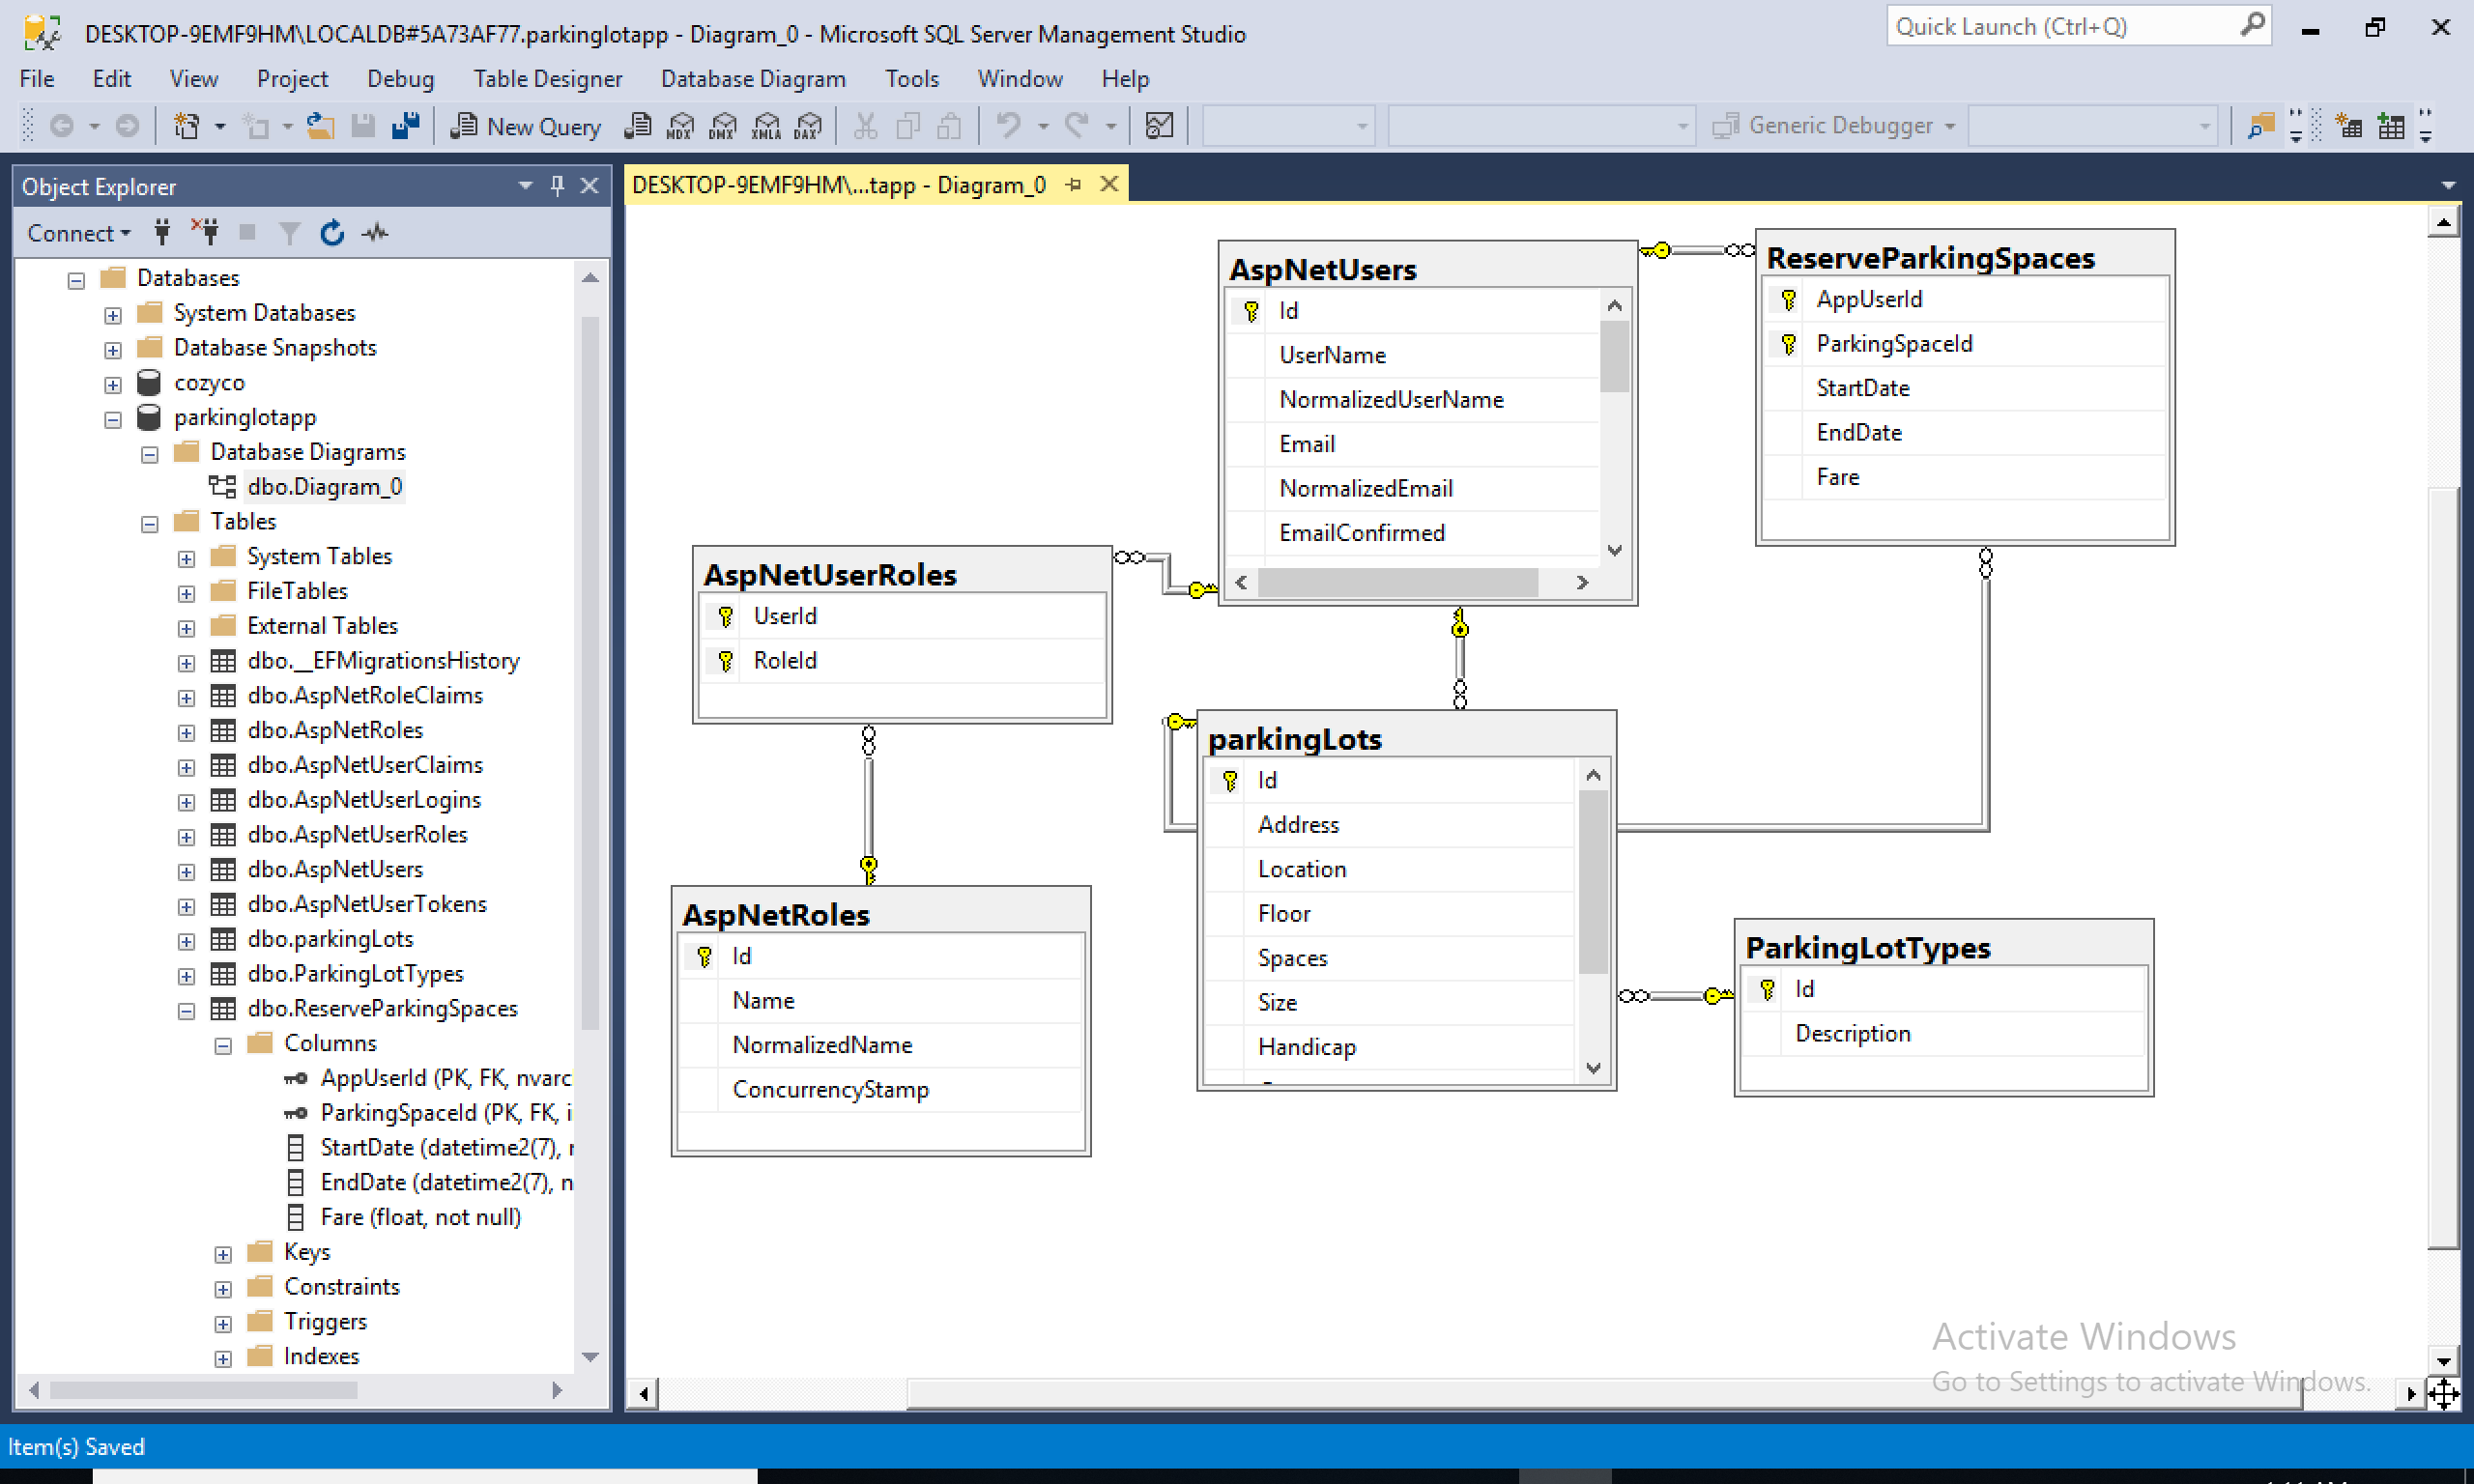 DESKTOP-9EMF9HM\LOCALDB#5A73AF77.parkinglotapp - Diagram_0 - Microsoft SQL Server Management Studio
Quick Launch (Ctrl+Q)
File Edit View Project Debug Table Designer Database Diagram Tools Window Help
New Query MDX DMX XMLA DAX Generic Debugger
Object Explorer
Connect
Databases
System Databases
Database Snapshots
cozyco
parkinglotapp
Database Diagrams
dbo.Diagram_0
Tables
System Tables
FileTables
External Tables
dbo.__EFMigrationsHistory
dbo.AspNetRoleClaims
dbo.AspNetRoles
dbo.AspNetUserClaims
dbo.AspNetUserLogins
dbo.AspNetUserRoles
dbo.AspNetUsers
dbo.AspNetUserTokens
dbo.parkingLots
dbo.ParkingLotTypes
dbo.ReserveParkingSpaces
Columns
AppUserId (PK, FK, nvarc
ParkingSpaceId (PK, FK, i
StartDate (datetime2(7), r
EndDate (datetime2(7), n
Fare (float, not null)
Keys
Constraints
Triggers
Indexes
DESKTOP-9EMF9HM\...tapp - Diagram_0
AspNetUsers
Id
UserName
NormalizedUserName
Email
NormalizedEmail
EmailConfirmed
ReserveParkingSpaces
AppUserId
ParkingSpaceId
StartDate
EndDate
Fare
AspNetUserRoles
UserId
RoleId
parkingLots
Id
Address
Location
Floor
Spaces
Size
Handicap
AspNetRoles
Id
Name
NormalizedName
ConcurrencyStamp
ParkingLotTypes
Id
Description
Activate Windows
Go to Settings to activate Windows.
Item(s) Saved